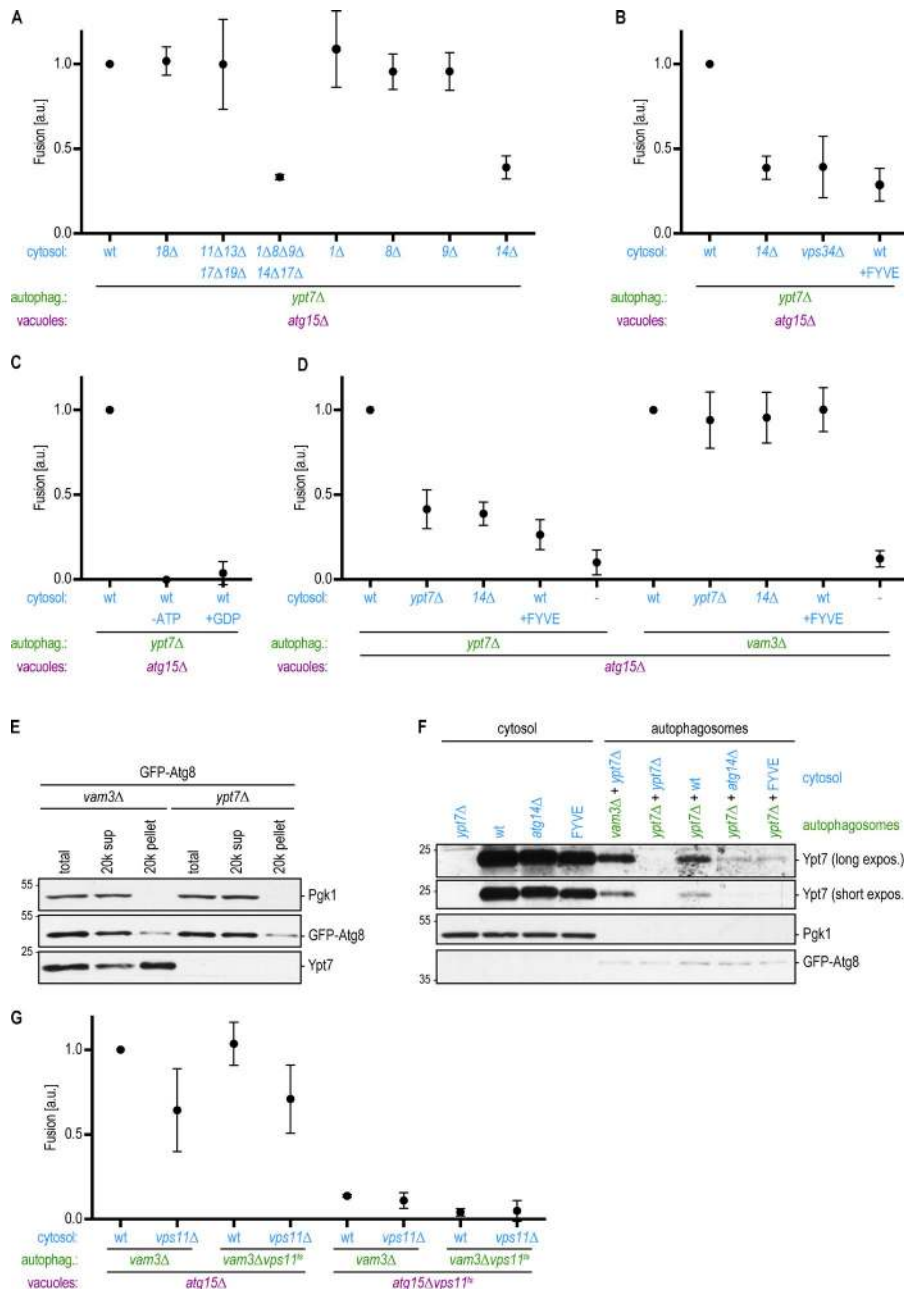 A
Fusion [a.u.]
1.0
0.5
0.0
cytosol: wt 18Δ 11Δ13Δ 1Δ8Δ9Δ 1Δ 8Δ 9Δ 14Δ
17Δ19Δ 14Δ17Δ
autophag.: ypt7Δ
vacuoles: atg15Δ
B
Fusion [a.u.]
1.0
0.5
0.0
cytosol: wt 14Δ vps34Δ wt
+FYVE
autophag.: ypt7Δ
vacuoles: atg15Δ
C
Fusion [a.u.]
1.0
0.5
0.0
cytosol: wt wt wt
-ATP +GDP
autophag.: ypt7Δ
vacuoles: atg15Δ
D
Fusion [a.u.]
1.0
0.5
0.0
cytosol: wt ypt7Δ 14Δ wt - wt ypt7Δ 14Δ wt -
+FYVE +FYVE
autophag.: ypt7Δ vam3Δ
vacuoles: atg15Δ
E
GFP-Atg8
vam3Δ ypt7Δ
total 20k sup 20k pellet total 20k sup 20k pellet
55 Pgk1
55 GFP-Atg8
25 Ypt7
F
cytosol autophagosomes
ypt7Δ wt atg14Δ FYVE vam3Δ + ypt7Δ ypt7Δ + ypt7Δ ypt7Δ + wt ypt7Δ + atg14Δ ypt7Δ + FYVE
cytosol
autophagosomes
25 Ypt7 (long expos.)
25 Ypt7 (short expos.)
55 Pgk1
35 GFP-Atg8
G
Fusion [a.u.]
1.0
0.5
0.0
cytosol: wt vps11Δ wt vps11Δ wt vps11Δ wt vps11Δ
autophag.: vam3Δ vam3Δvps11ts vam3Δ vam3Δvps11ts
vacuoles: atg15Δ atg15Δvps11ts